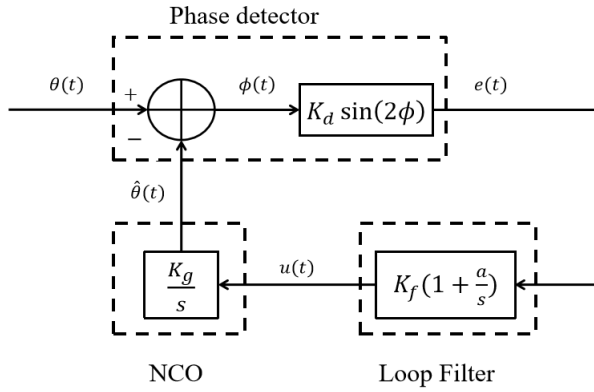 Phase detector
θ(t)
+
−
ϕ(t)
K_d sin(2ϕ)
e(t)
θ̂(t)
K_g/s
u(t)
K_f(1 + a/s)
NCO
Loop Filter